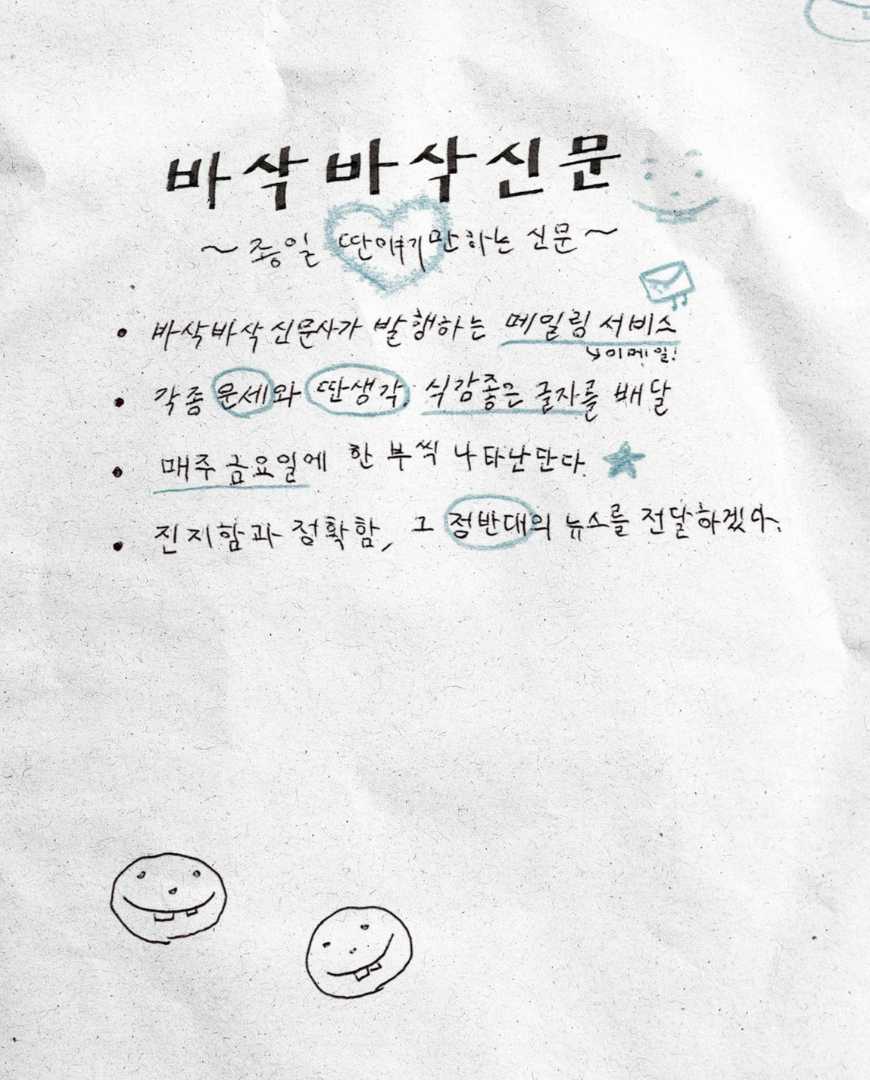 바삭바삭신문
~ 종일 딴얘기만 하는 신문 ~
• 바삭바삭 신문사가 발행하는 메일링 서비스
↘이메일!
• 각종 운세와 딴생각, 식감좋은 글자를 배달
• 매주 금요일에 한 부씩 나타난단다.
• 진지함과 정확함, 그 정반대의 뉴스를 전달하겠다.